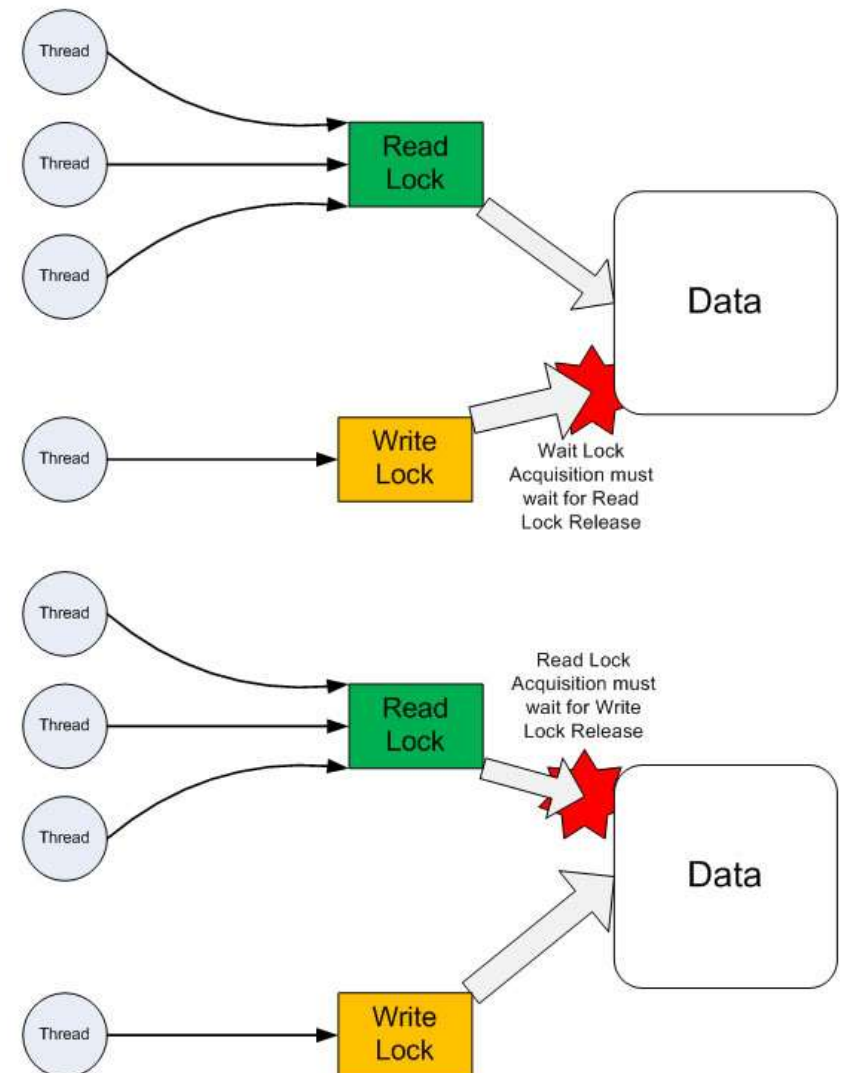 Thread
Thread
Thread
Read
Lock
Data
Thread
Write
Lock
Wait Lock
Acquisition must
wait for Read
Lock Release
Thread
Thread
Thread
Read
Lock
Read Lock
Acquisition must
wait for Write
Lock Release
Data
Thread
Write
Lock